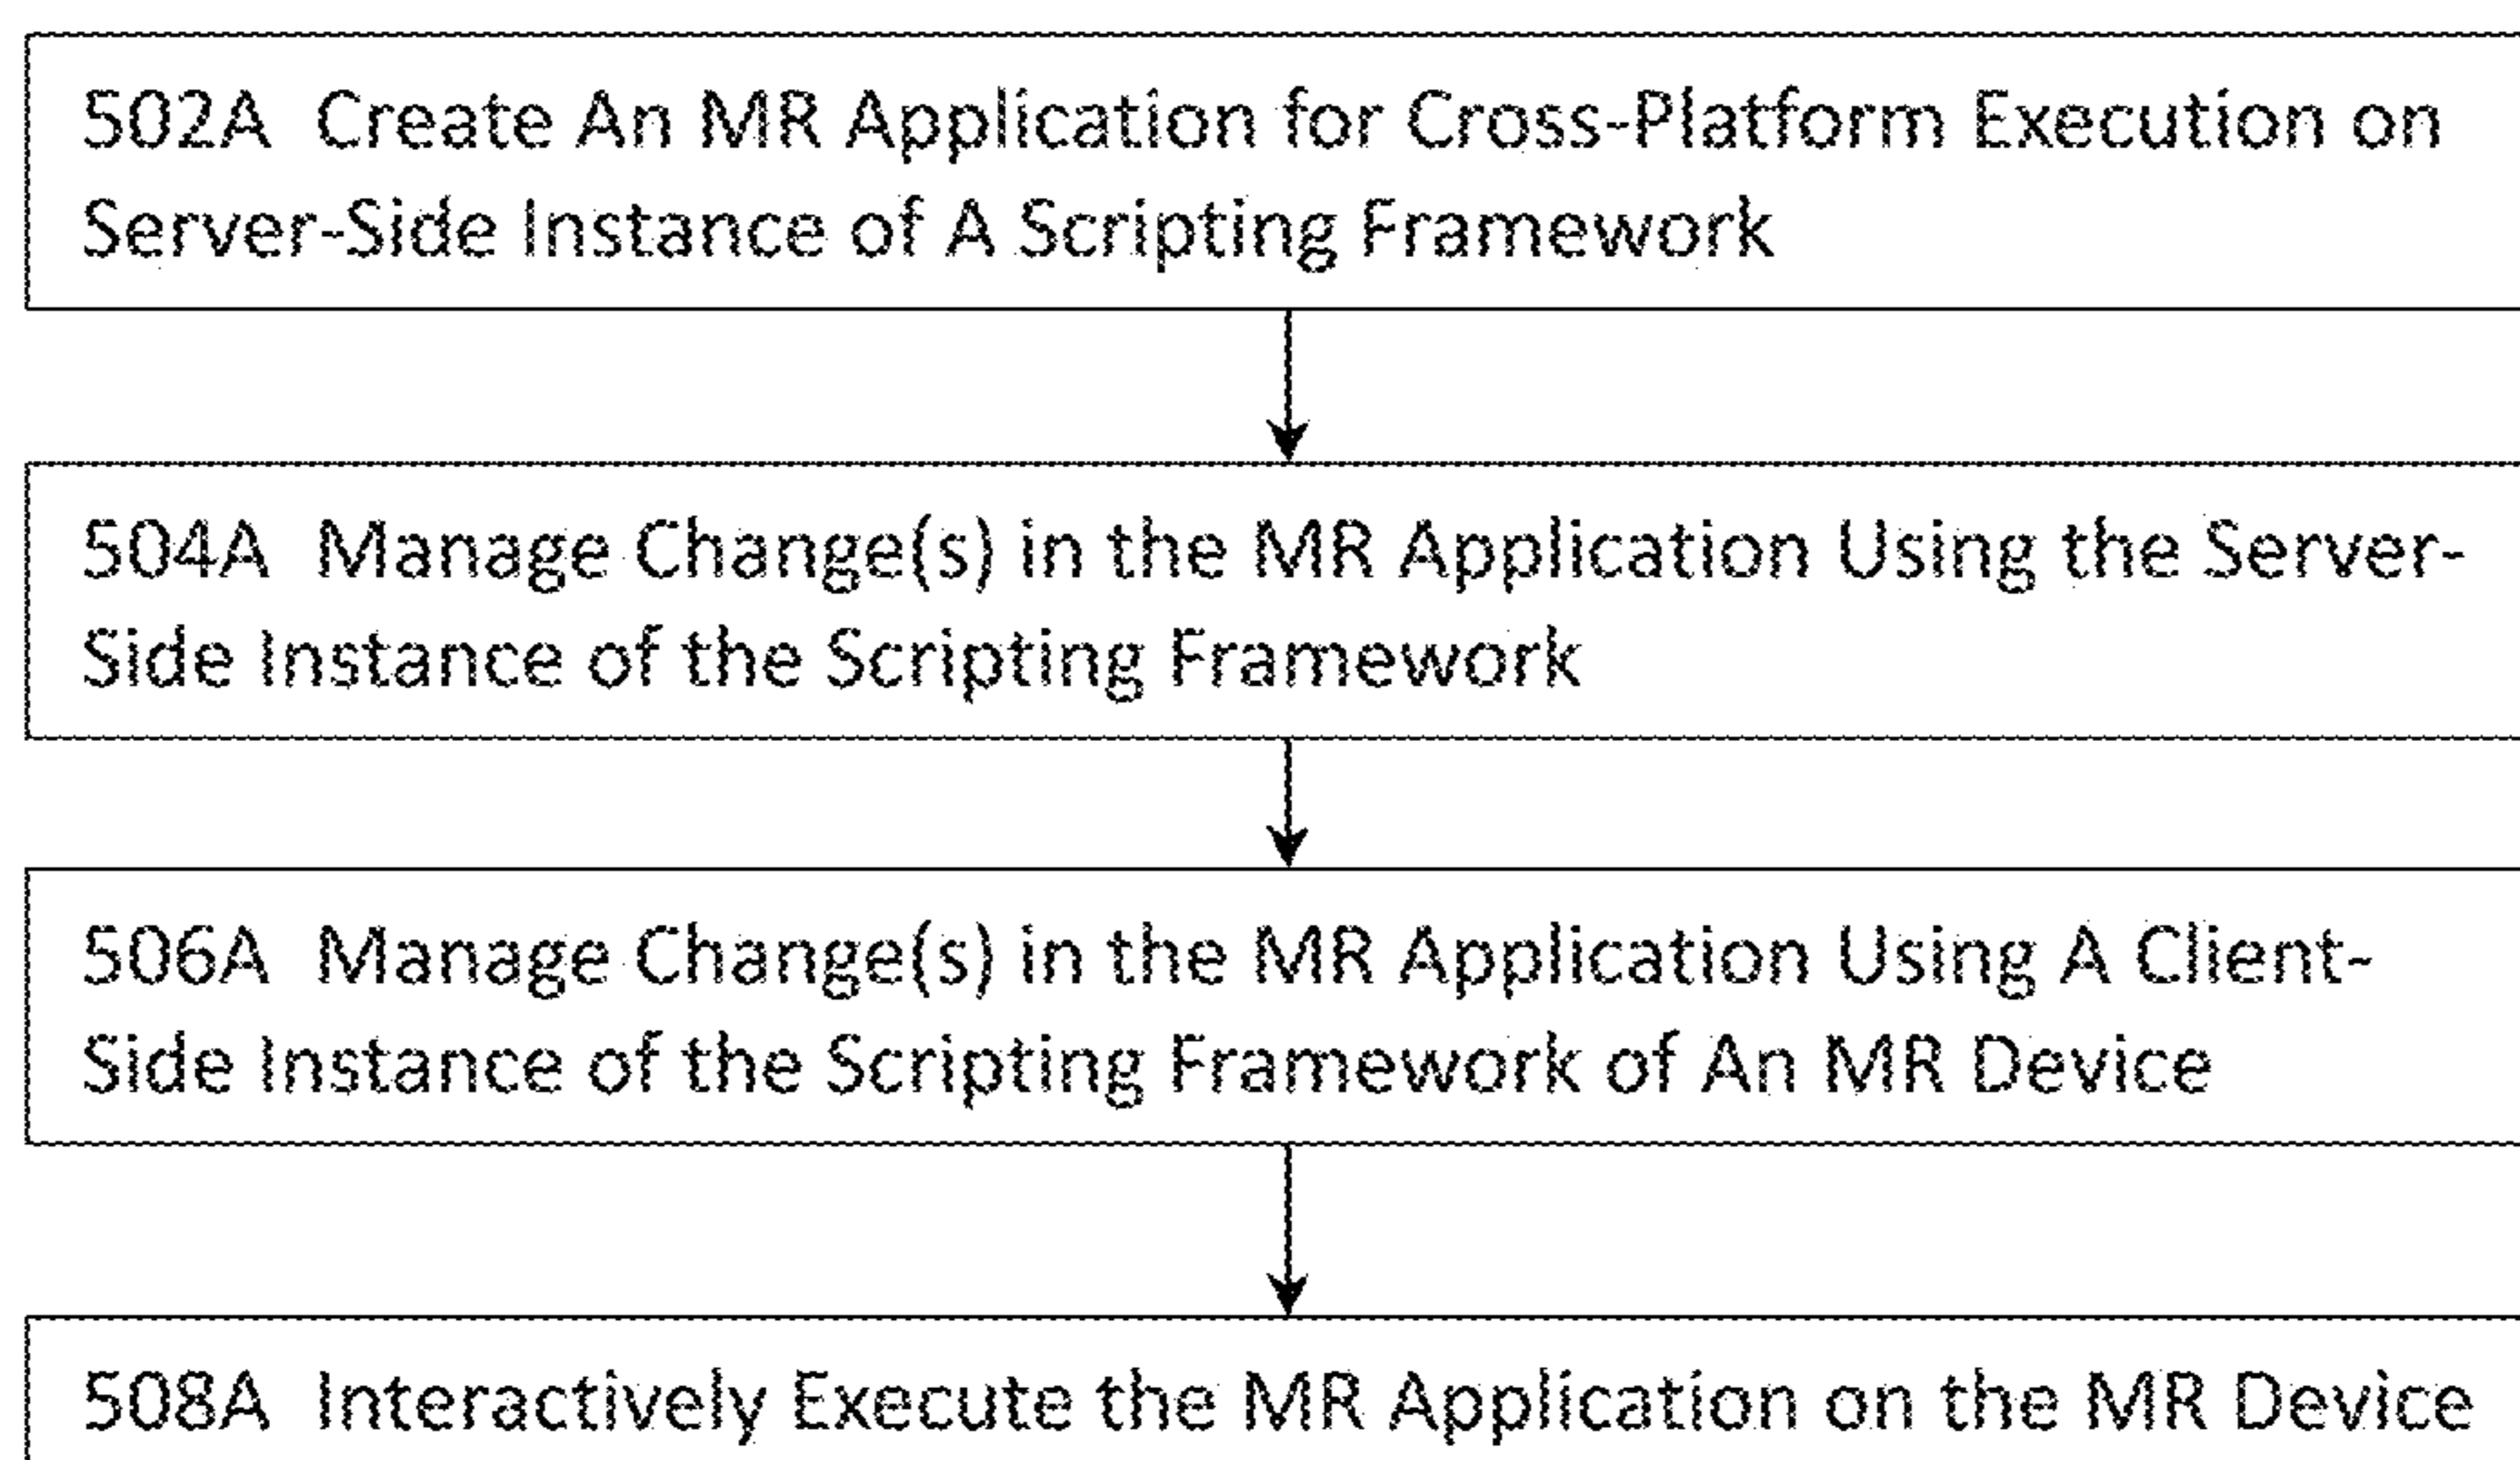 502A Create An MR Application for Cross-Platform Execution on
Server-Side Instance of A Scripting Framework
504A Manage Change(s) in the MR Application Using the Server-
Side Instance of the Scripting Framework
506A Manage Change(s) in the MR Application Using A Client-
Side Instance of the Scripting Framework of An MR Device
508A Interactively Execute the MR Application on the MR Device